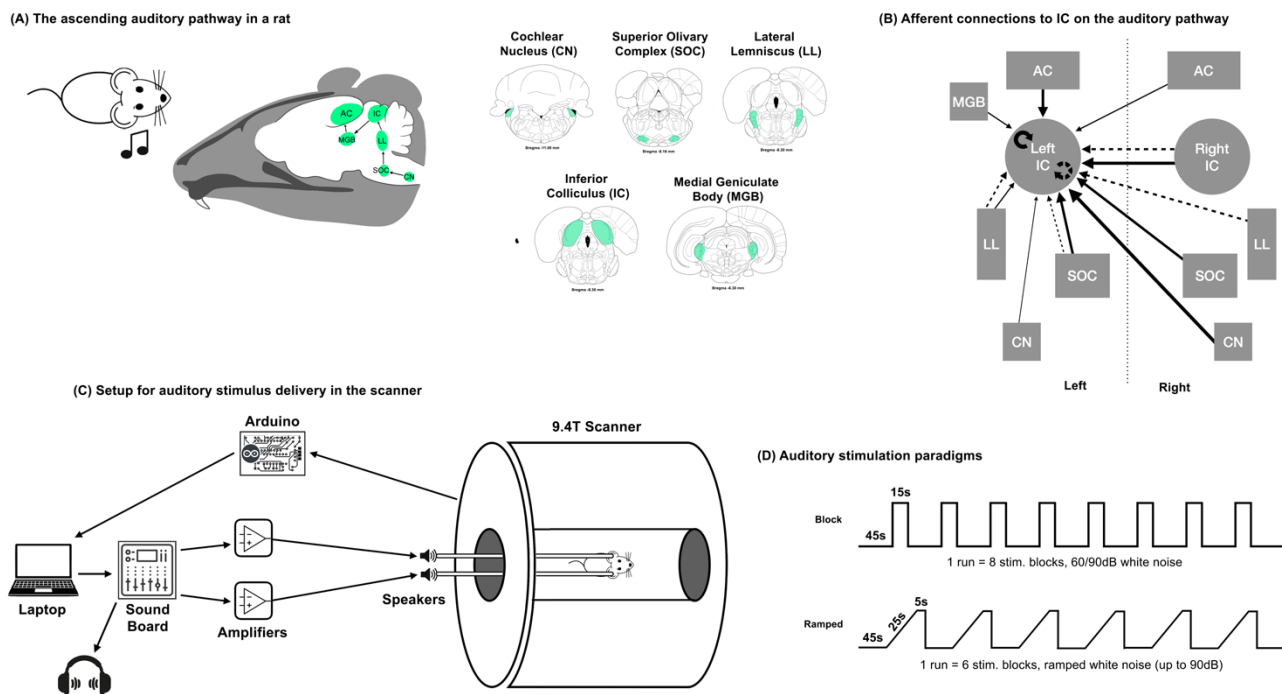 (A) The ascending auditory pathway in a rat
AC
IC
MGB
LL
SOC
CN
Cochlear
Nucleus (CN)
Superior Olivary
Complex (SOC)
Lateral
Lemniscus (LL)
Inferior
Colliculus (IC)
Medial Geniculate
Body (MGB)
(B) Afferent connections to IC on the auditory pathway
AC
AC
MGB
Left
IC
Right
IC
LL
LL
SOC
SOC
CN
CN
Left
Right
(C) Setup for auditory stimulus delivery in the scanner
Arduino
9.4T Scanner
Laptop
Sound
Board
Amplifiers
Speakers
(D) Auditory stimulation paradigms
15s
Block
45s
1 run = 8 stim. blocks, 60/90dB white noise
5s
25s
Ramped
45s
1 run = 6 stim. blocks, ramped white noise (up to 90dB)